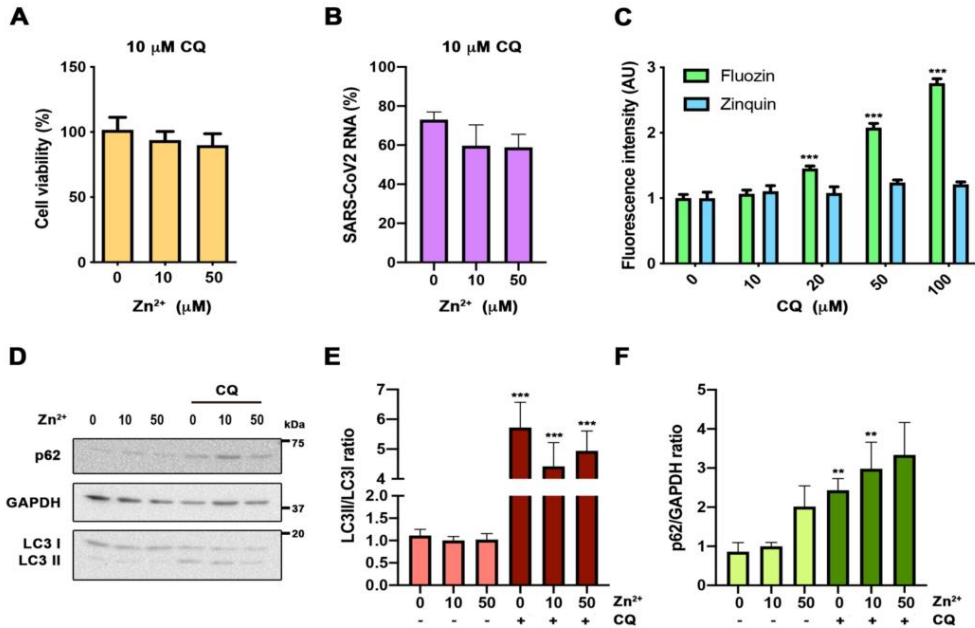 A
10 μM CQ
Cell viability (%)
150
100
50
0
0 10 50
Zn²⁺ (μM)
B
10 μM CQ
SARS-CoV2 RNA (%)
100
80
60
40
20
0
0 10 50
Zn²⁺ (μM)
C
Fluorescence intensity (AU)
3
2
1
0
Fluozin
Zinquin
***
***
***
0 10 20 50 100
CQ (μM)
D
CQ
Zn²⁺ 0 10 50 0 10 50 kDa
p62
75
GAPDH
37
20
LC3 I
LC3 II
E
LC3II/LC3I ratio
7
6
5
4
2.0
1.5
1.0
0.5
0.0
***
***
***
0 10 50 0 10 50 Zn²⁺
- - - + + + CQ
F
p62/GAPDH ratio
5
4
3
2
1
0
**
**
0 10 50 0 10 50 Zn²⁺
- - - + + + CQ